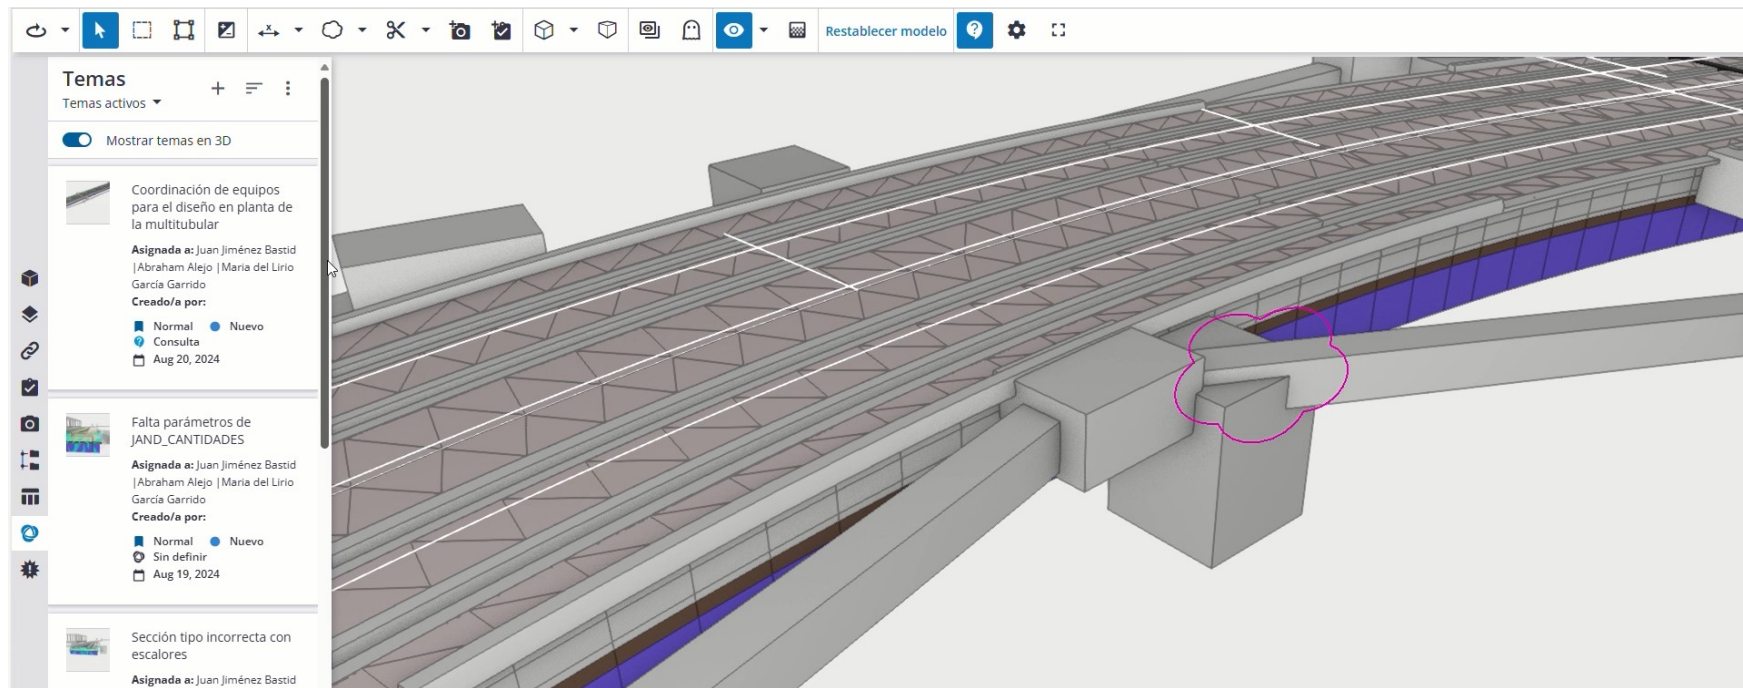 Restablecer modelo
Temas
Temas activos
Mostrar temas en 3D
Coordinación de equipos
para el diseño en planta de
la multitubular
Asignada a: Juan Jiménez Bastid
|Abraham Alejo |Maria del Lirio
García Garrido
Creado/a por:
Normal Nuevo
Consulta
Aug 20, 2024
Falta parámetros de
JAND_CANTIDADES
Asignada a: Juan Jiménez Bastid
|Abraham Alejo |Maria del Lirio
García Garrido
Creado/a por:
Normal Nuevo
Sin definir
Aug 19, 2024
Sección tipo incorrecta con
escalores
Asignada a: Juan Jiménez Bastid